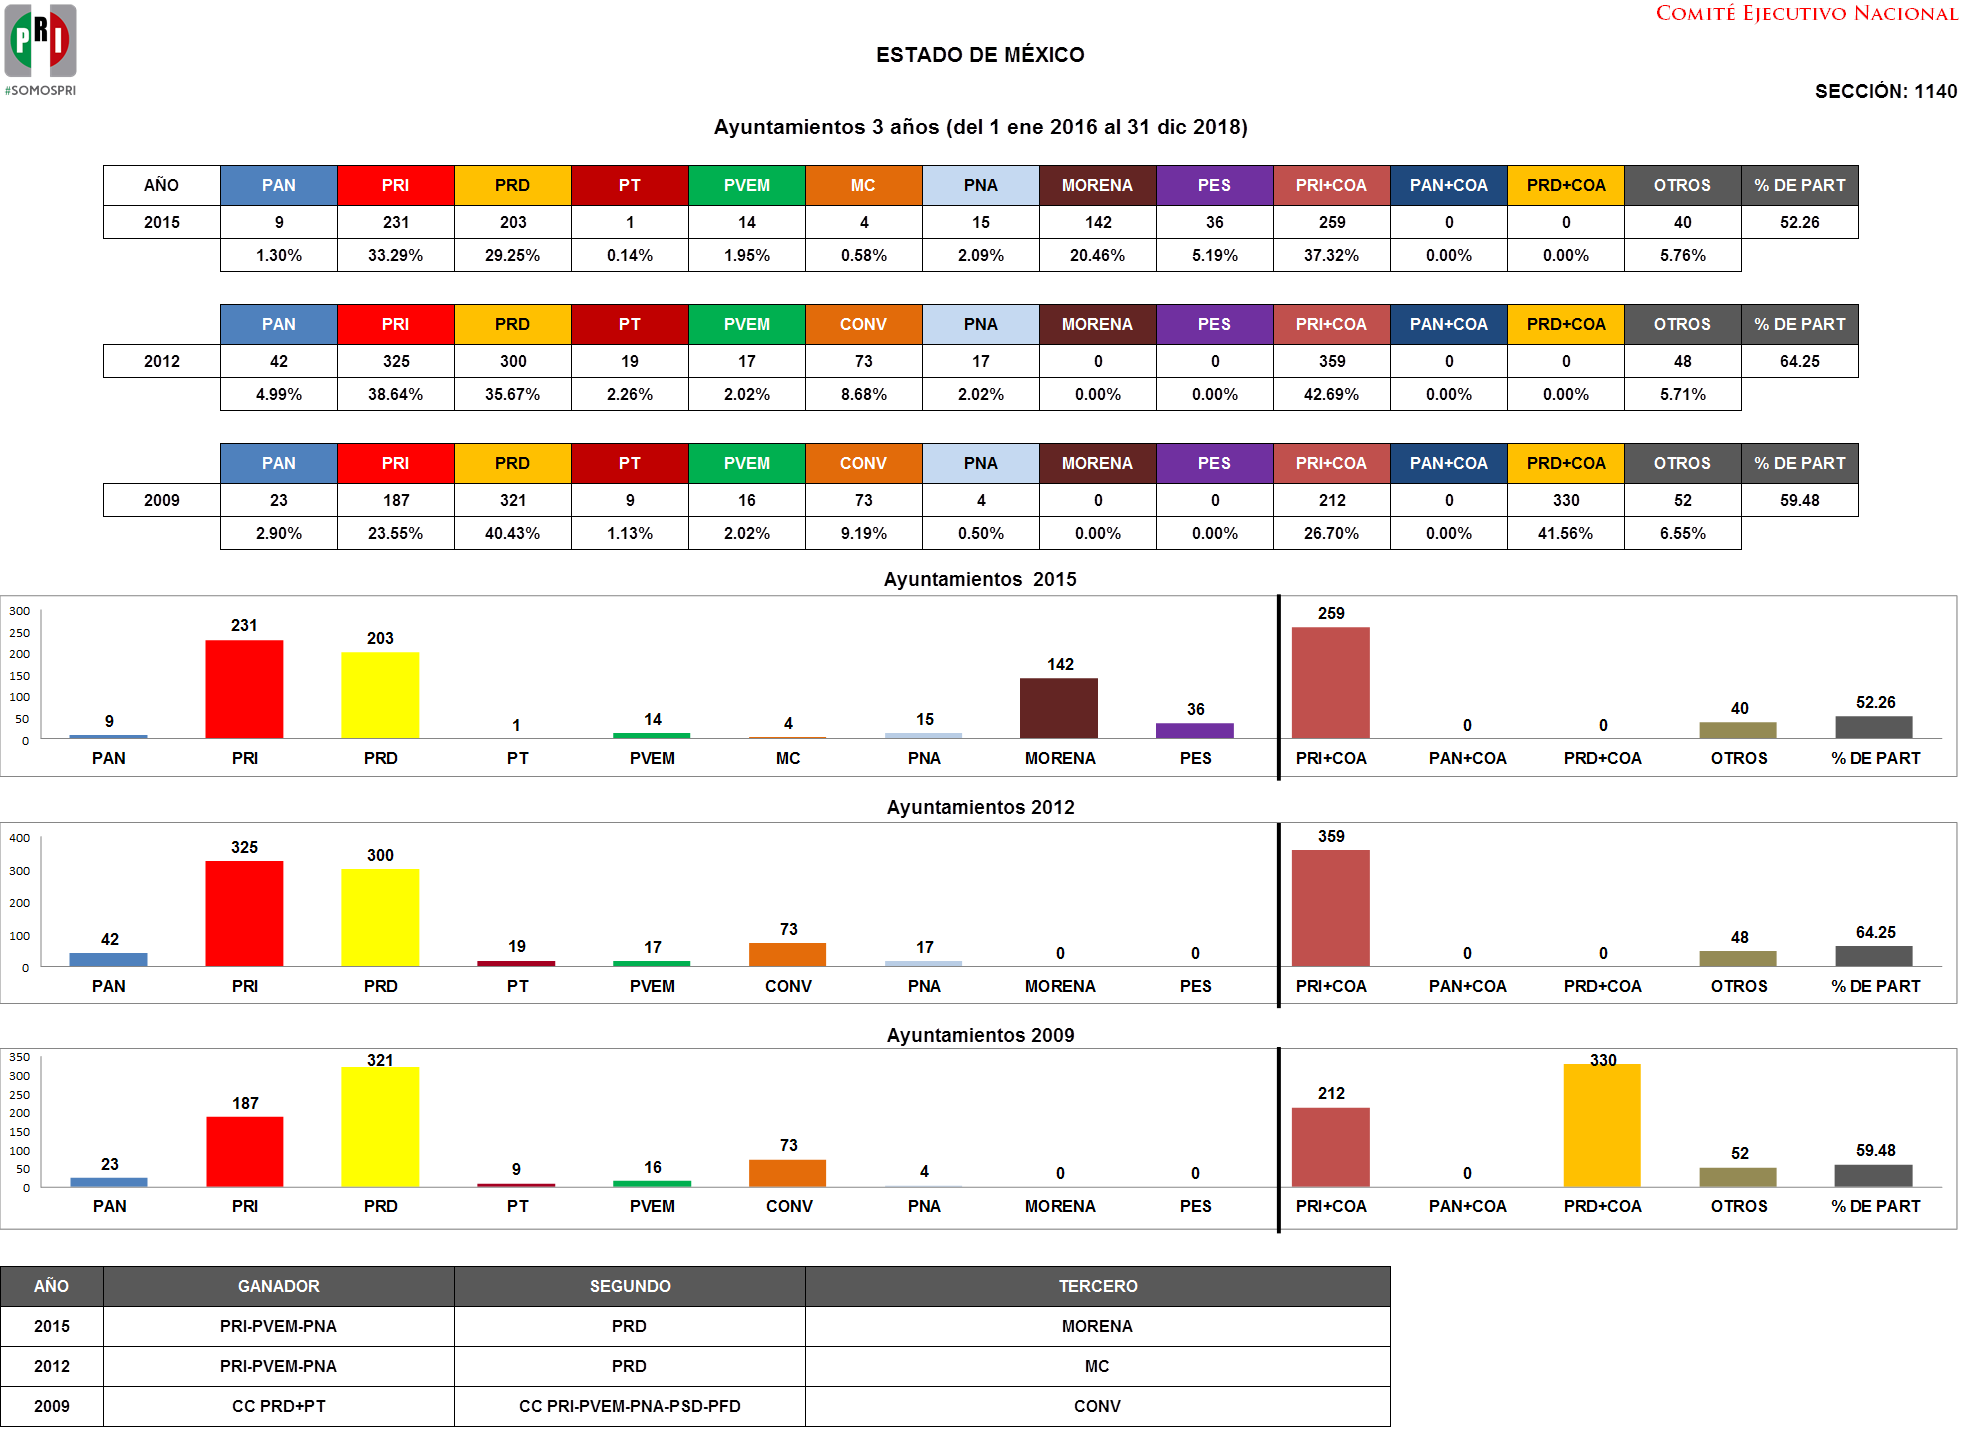 COMITÉ EJECUTIVO NACIONAL
PRI
#SOMOSPRI
ESTADO DE MÉXICO
SECCIÓN: 1140
Ayuntamientos 3 años (del 1 ene 2016 al 31 dic 2018)
AÑO PAN PRI PRD PT PVEM MC PNA MORENA PES PRI+COA PAN+COA PRD+COA OTROS % DE PART
2015 9 231 203 1 14 4 15 142 36 259 0 0 40 52.26
1.30% 33.29% 29.25% 0.14% 1.95% 0.58% 2.09% 20.46% 5.19% 37.32% 0.00% 0.00% 5.76%
PAN PRI PRD PT PVEM CONV PNA MORENA PES PRI+COA PAN+COA PRD+COA OTROS % DE PART
2012 42 325 300 19 17 73 17 0 0 359 0 0 48 64.25
4.99% 38.64% 35.67% 2.26% 2.02% 8.68% 2.02% 0.00% 0.00% 42.69% 0.00% 0.00% 5.71%
PAN PRI PRD PT PVEM CONV PNA MORENA PES PRI+COA PAN+COA PRD+COA OTROS % DE PART
2009 23 187 321 9 16 73 4 0 0 212 0 330 52 59.48
2.90% 23.55% 40.43% 1.13% 2.02% 9.19% 0.50% 0.00% 0.00% 26.70% 0.00% 41.56% 6.55%
Ayuntamientos 2015
300
250
200
150
100
50
0
9 231 203 1 14 4 15 142 36 259 0 0 40 52.26
PAN PRI PRD PT PVEM MC PNA MORENA PES PRI+COA PAN+COA PRD+COA OTROS % DE PART
Ayuntamientos 2012
400
300
200
100
0
42 325 300 19 17 73 17 0 0 359 0 0 48 64.25
PAN PRI PRD PT PVEM CONV PNA MORENA PES PRI+COA PAN+COA PRD+COA OTROS % DE PART
Ayuntamientos 2009
350
300
250
200
150
100
50
0
23 187 321 9 16 73 4 0 0 212 0 330 52 59.48
PAN PRI PRD PT PVEM CONV PNA MORENA PES PRI+COA PAN+COA PRD+COA OTROS % DE PART
AÑO GANADOR SEGUNDO TERCERO
2015 PRI-PVEM-PNA PRD MORENA
2012 PRI-PVEM-PNA PRD MC
2009 CC PRD+PT CC PRI-PVEM-PNA-PSD-PFD CONV